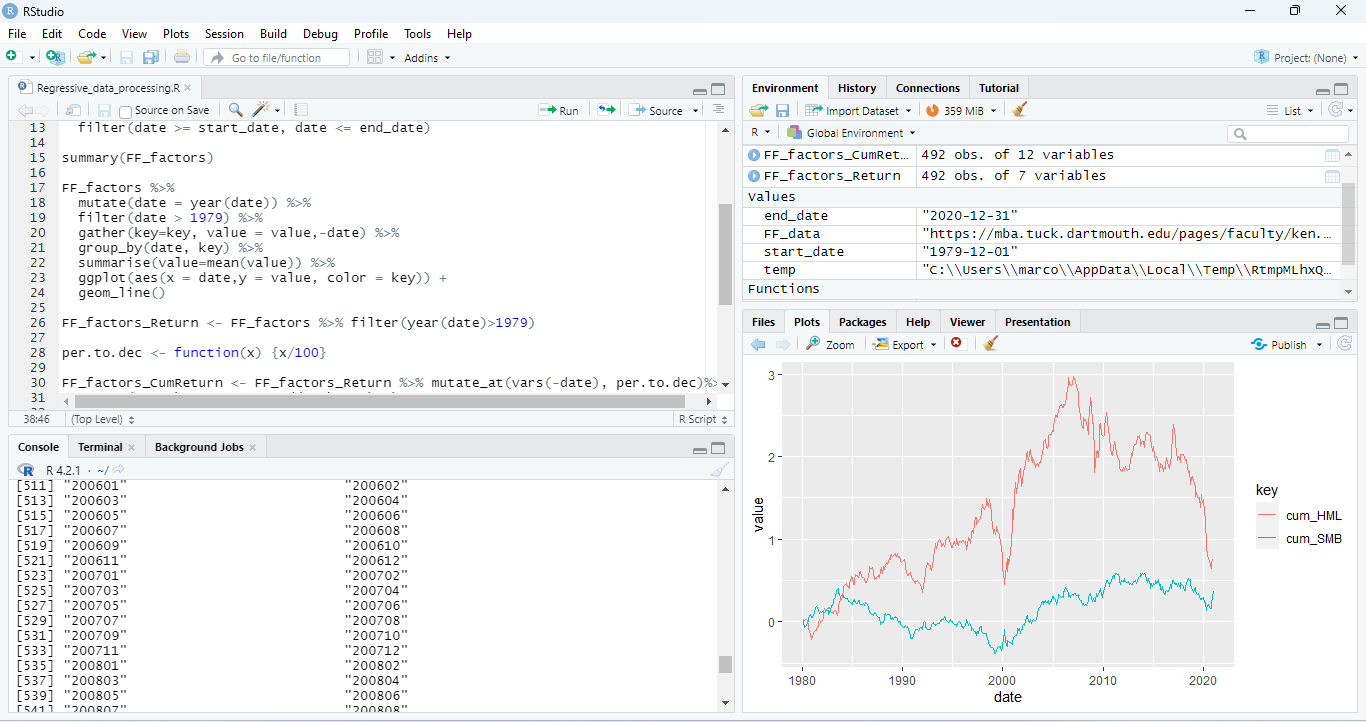 RStudio
File Edit Code View Plots Session Build Debug Profile Tools Help
Go to file/function Addins Project: (None)
Regressive_data_processing.R
Source on Save Run Source
13 filter(date >= start_date, date <= end_date)
14
15 summary(FF_factors)
16
17 FF_factors %>%
18 mutate(date = year(date)) %>%
19 filter(date > 1979) %>%
20 gather(key=key, value = value,-date) %>%
21 group_by(date, key) %>%
22 summarise(value=mean(value)) %>%
23 ggplot(aes(x = date,y = value, color = key)) +
24 geom_line()
25
26 FF_factors_Return <- FF_factors %>% filter(year(date)>1979)
27
28 per.to.dec <- function(x) {x/100}
29
30 FF_factors_CumReturn <- FF_factors_Return %>% mutate_at(vars(-date), per.to.dec)%>
31
38:46 (Top Level) R Script
Console Terminal Background Jobs
R 4.2.1 · ~/
[511] "200601" "200602"
[513] "200603" "200604"
[515] "200605" "200606"
[517] "200607" "200608"
[519] "200609" "200610"
[521] "200611" "200612"
[523] "200701" "200702"
[525] "200703" "200704"
[527] "200705" "200706"
[529] "200707" "200708"
[531] "200709" "200710"
[533] "200711" "200712"
[535] "200801" "200802"
[537] "200803" "200804"
[539] "200805" "200806"
[541] "200807" "200808"
Environment History Connections Tutorial
Import Dataset 359 MiB List
R Global Environment
FF_factors_CumRet... 492 obs. of 12 variables
FF_factors_Return 492 obs. of 7 variables
Values
end_date "2020-12-31"
FF_data "https://mba.tuck.dartmouth.edu/pages/faculty/ken...
start_date "1979-12-01"
temp "C:\\Users\\marco\\AppData\\Local\\Temp\\RtmpMLhxQ...
Functions
Files Plots Packages Help Viewer Presentation
Zoom Export Publish
3
2
1
0
value
1980 1990 2000 2010 2020
date
key
cum_HML
cum_SMB